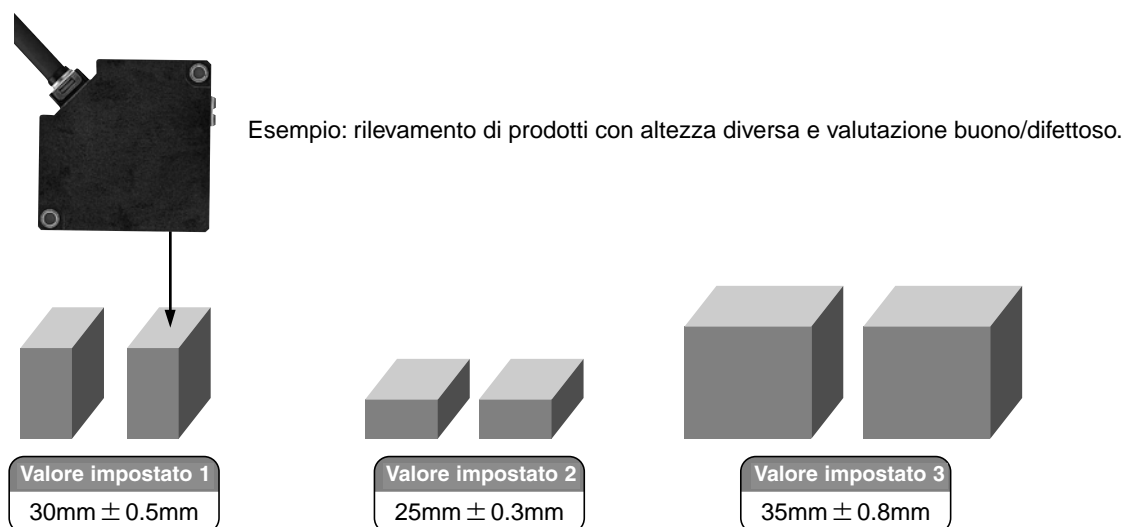 Esempio: rilevamento di prodotti con altezza diversa e valutazione buono/difettoso.
Valore impostato 1
30mm ± 0.5mm
Valore impostato 2
25mm ± 0.3mm
Valore impostato 3
35mm ± 0.8mm